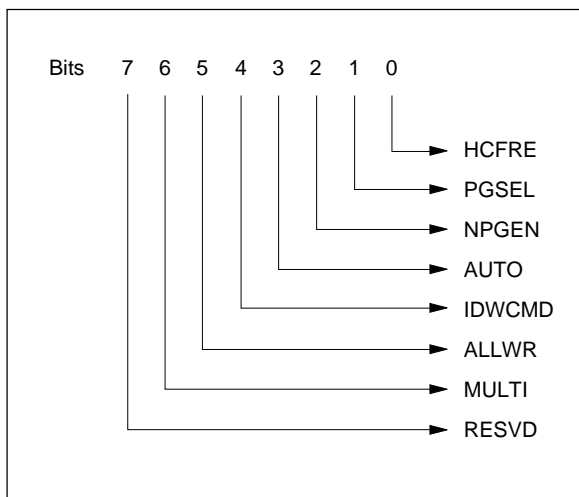 Bits 7 6 5 4 3 2 1 0
HCFRE
PGSEL
NPGEN
AUTO
IDWCMD
ALLWR
MULTI
RESVD